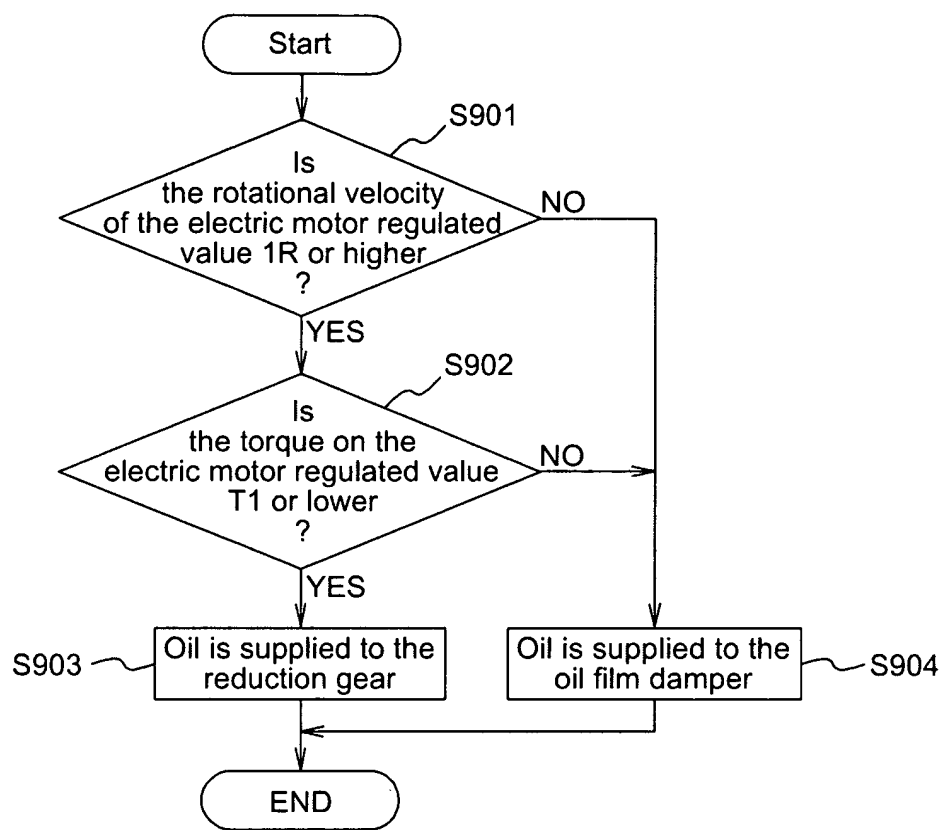 Start
S901
Is
the rotational velocity
of the electric motor regulated
value 1R or higher
?
NO
YES
S902
Is
the torque on the
electric motor regulated value
T1 or lower
?
NO
YES
S903
Oil is supplied to the
reduction gear
Oil is supplied to the
oil film damper
S904
END